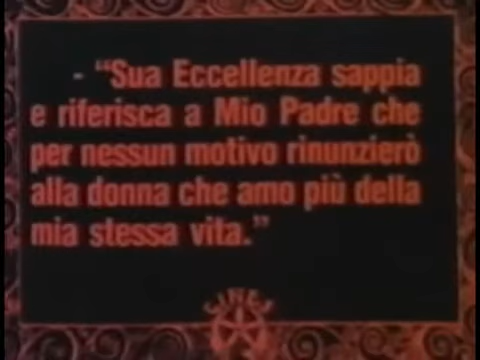 - “Sua Eccellenza sappia
e riferisca a Mio Padre che
per nessun motivo rinunzierò
alla donna che amo più della
mia stessa vita.”
CINES